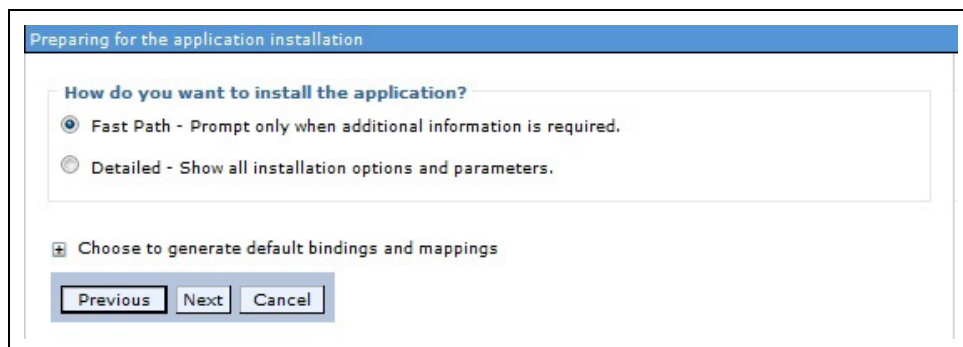 Preparing for the application installation
How do you want to install the application?
Fast Path - Prompt only when additional information is required.
Detailed - Show all installation options and parameters.
Choose to generate default bindings and mappings
Previous Next Cancel